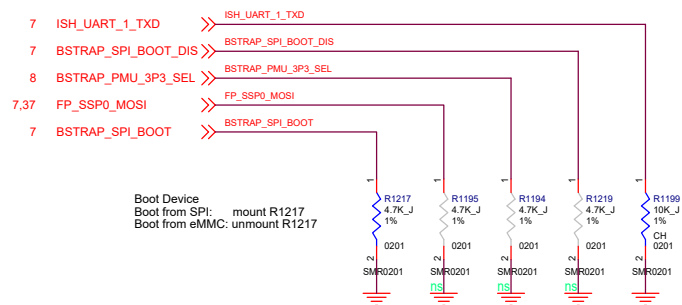 7 ISH_UART_1_TXD ISH_UART_1_TXD
7 BSTRAP_SPI_BOOT_DIS BSTRAP_SPI_BOOT_DIS
8 BSTRAP_PMU_3P3_SEL BSTRAP_PMU_3P3_SEL
7,37 FP_SSP0_MOSI FP_SSP0_MOSI
7 BSTRAP_SPI_BOOT BSTRAP_SPI_BOOT
Boot Device
Boot from SPI: mount R1217
Boot from eMMC: unmount R1217
1
R1217
4.7K_J
1%
0201
2
SMR0201
1
R1195
4.7K_J
1%
0201
2
SMR0201
ns
1
R1194
4.7K_J
1%
0201
2
SMR0201
ns
1
R1219
4.7K_J
1%
0201
2
SMR0201
ns
1
R1199
10K_J
1%
CH
0201
2
SMR0201